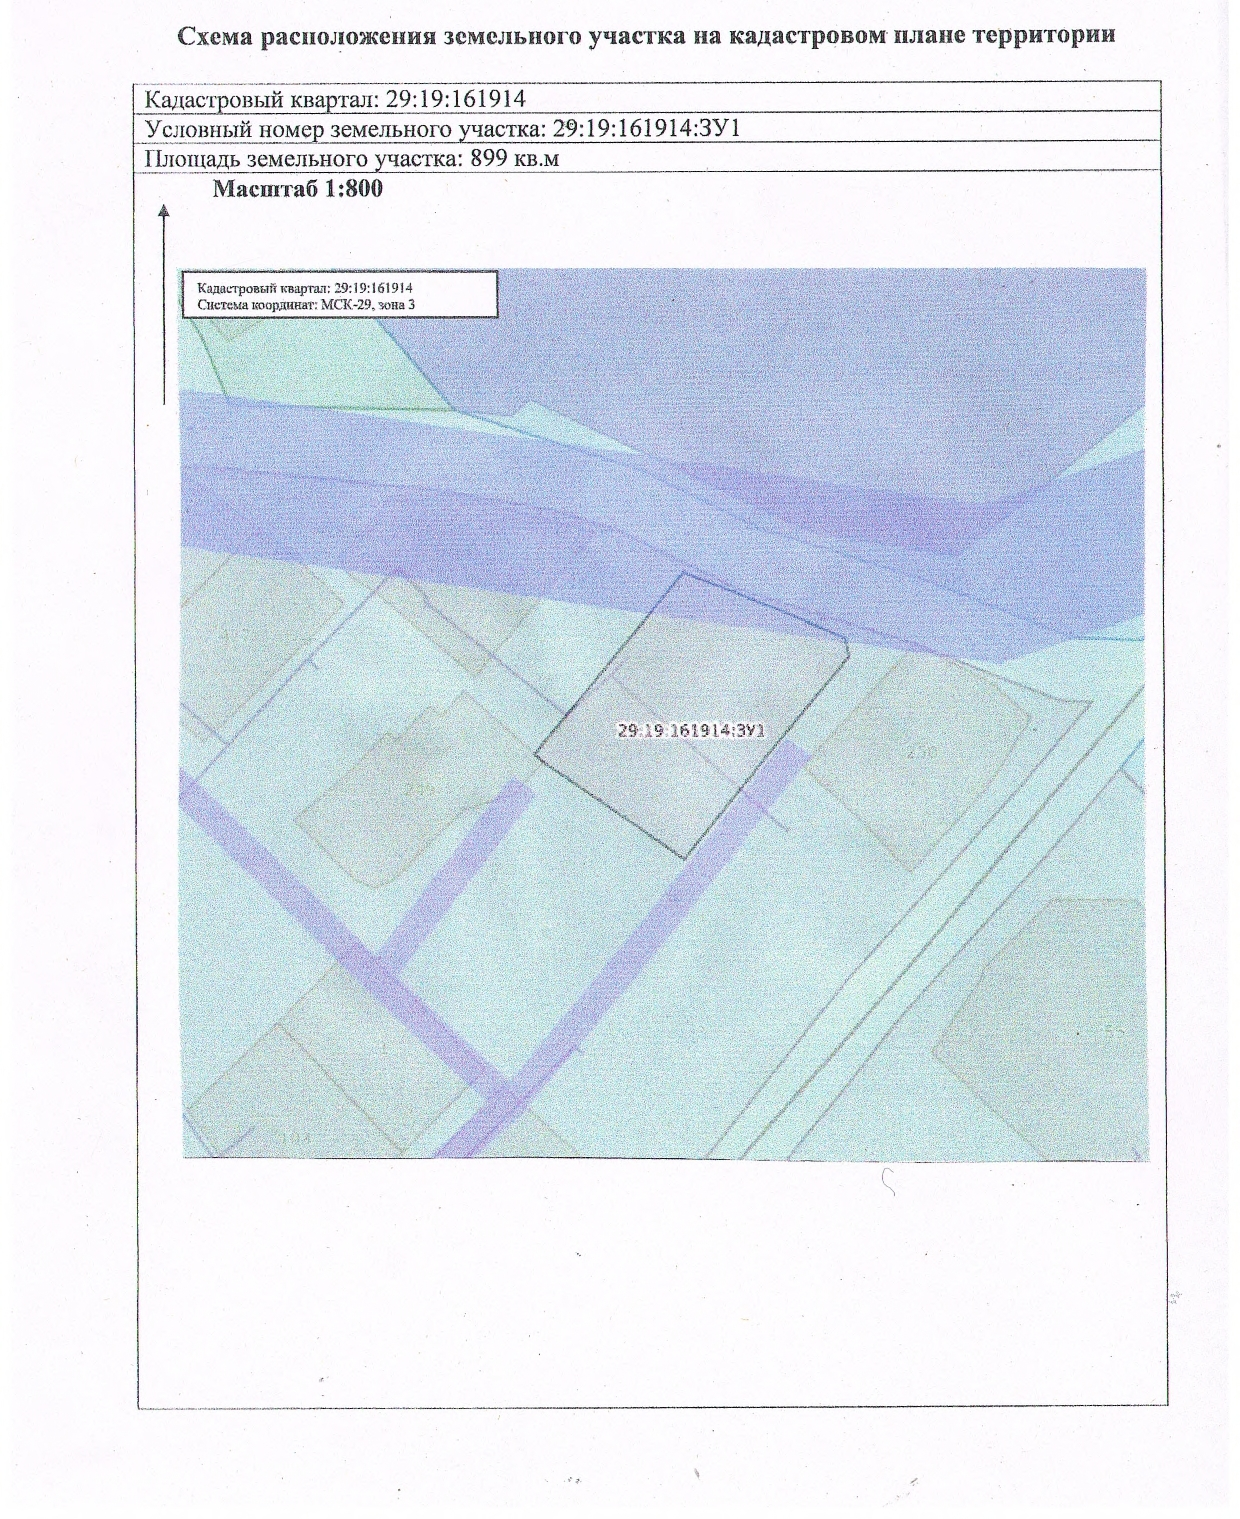 Схема расположения земельного участка на кадастровом плане территории
Кадастровый квартал: 29:19:161914
Условный номер земельного участка: 29:19:161914:ЗУ1
Площадь земельного участка: 899 кв.м
Масштаб 1:800
Кадастровый квартал: 29:19:161914
Система координат: МСК-29, зона 3
29:19:161914:ЗУ1
250
55